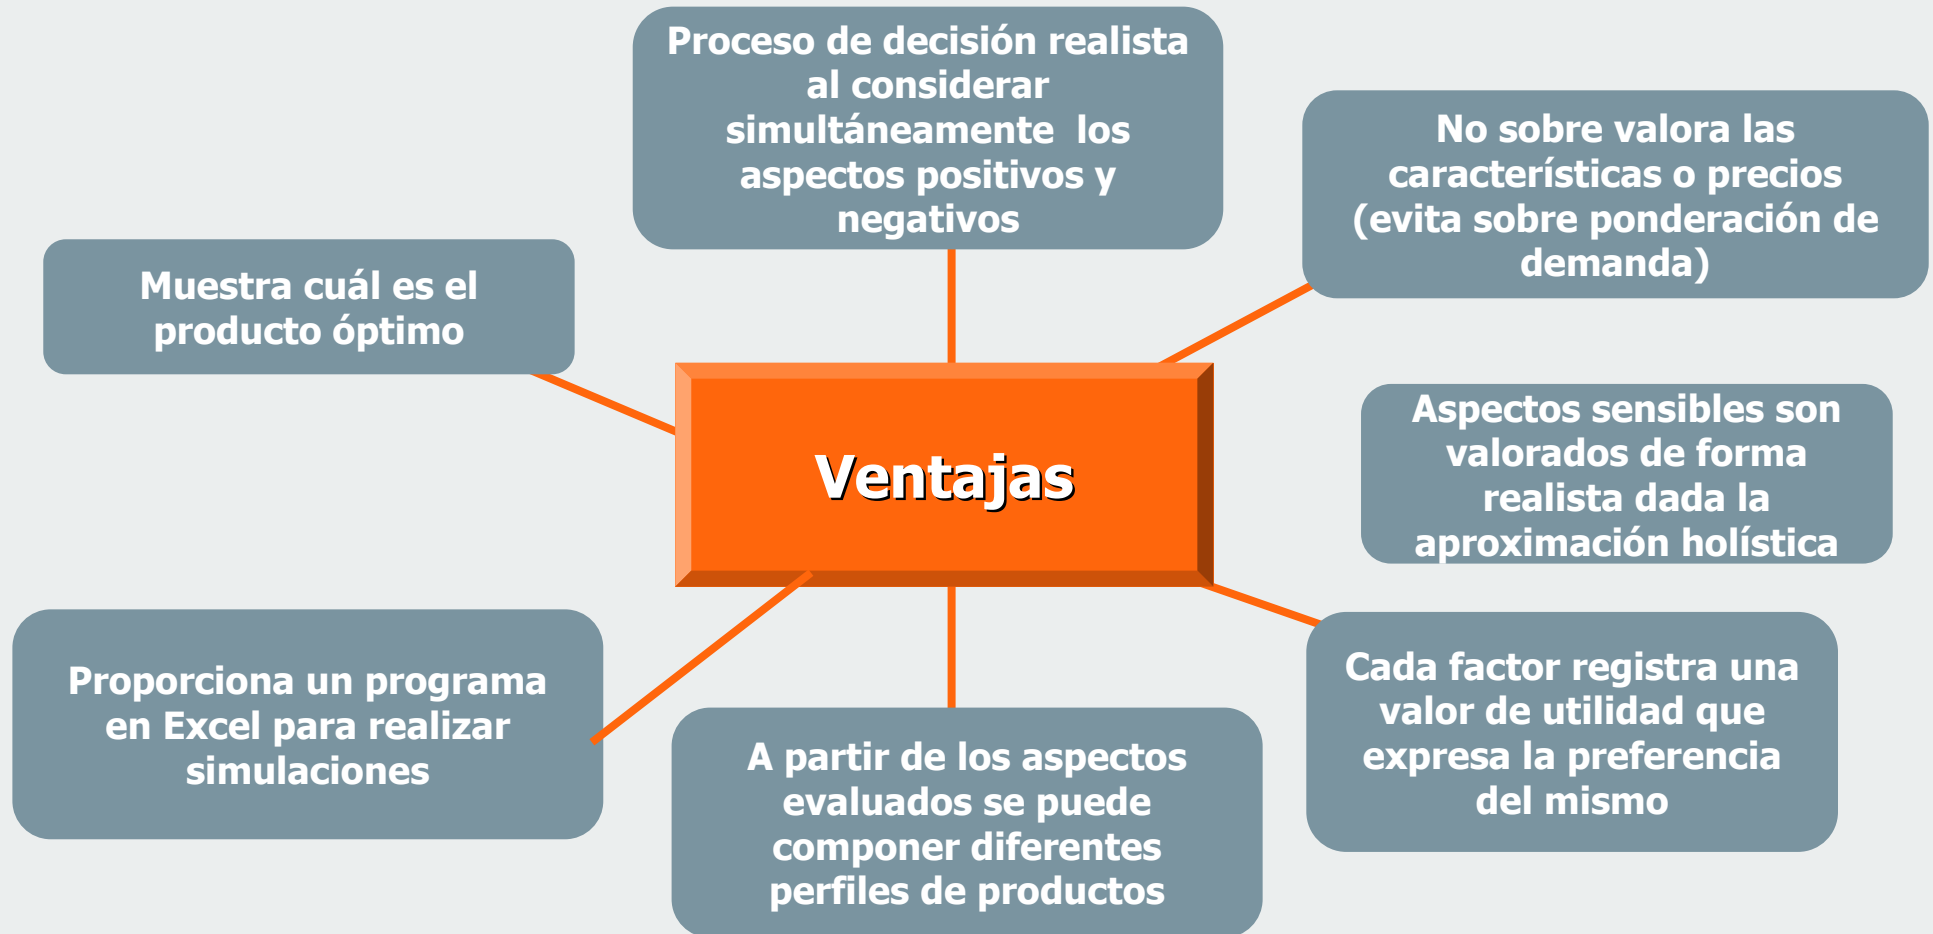 Proceso de decisión realista
al considerar
simultáneamente  los
aspectos positivos y
negativos
No sobre valora las
características o precios
(evita sobre ponderación de
demanda)
Muestra cuál es el
producto óptimo
Ventajas
Aspectos sensibles son
valorados de forma
realista dada la
aproximación holística
Proporciona un programa
en Excel para realizar
simulaciones
A partir de los aspectos
evaluados se puede
componer diferentes
perfiles de productos
Cada factor registra una
valor de utilidad que
expresa la preferencia
del mismo